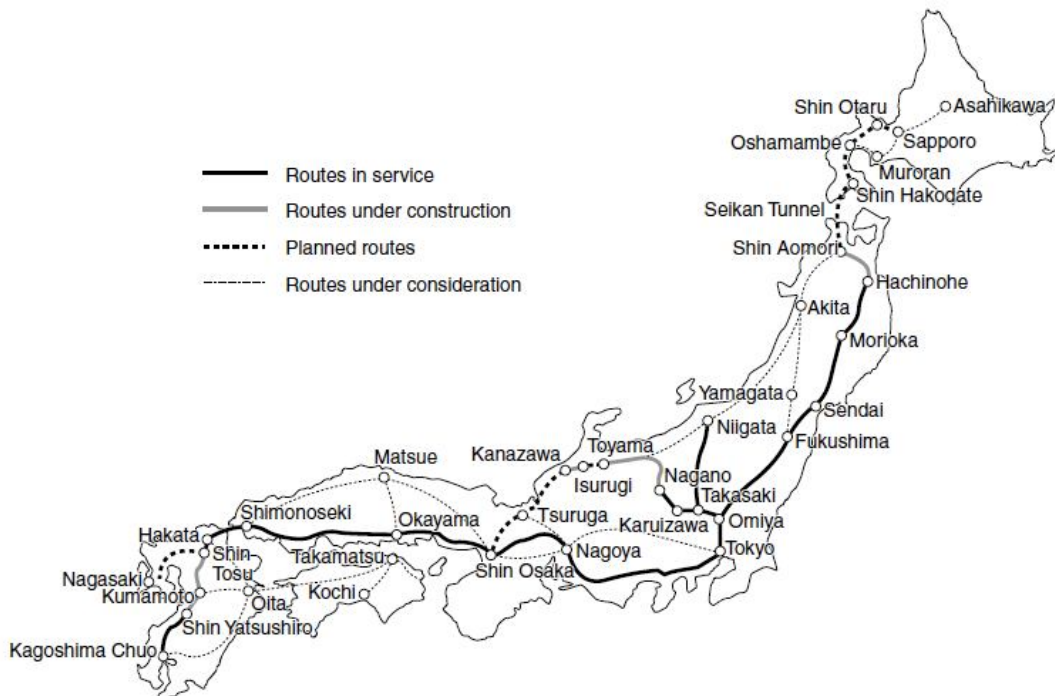 Shin Otaru
Asahikawa
Oshamambe
Sapporo
Muroran
Shin Hakodate
Seikan Tunnel
Shin Aomori
Hachinohe
Routes in service
Routes under construction
Planned routes
Routes under consideration
Akita
Morioka
Yamagata
Sendai
Niigata
Fukushima
Kanazawa
Toyama
Matsue
Isurugi
Nagano
Takasaki
Karuizawa
Omiya
Tsuruga
Shimonoseki
Okayama
Hakata
Shin
Tosu
Takamatsu
Shin Osaka
Nagoya
Tokyo
Nagasaki
Kumamoto
Oita
Kochi
Shin Yatsushiro
Kagoshima Chuo